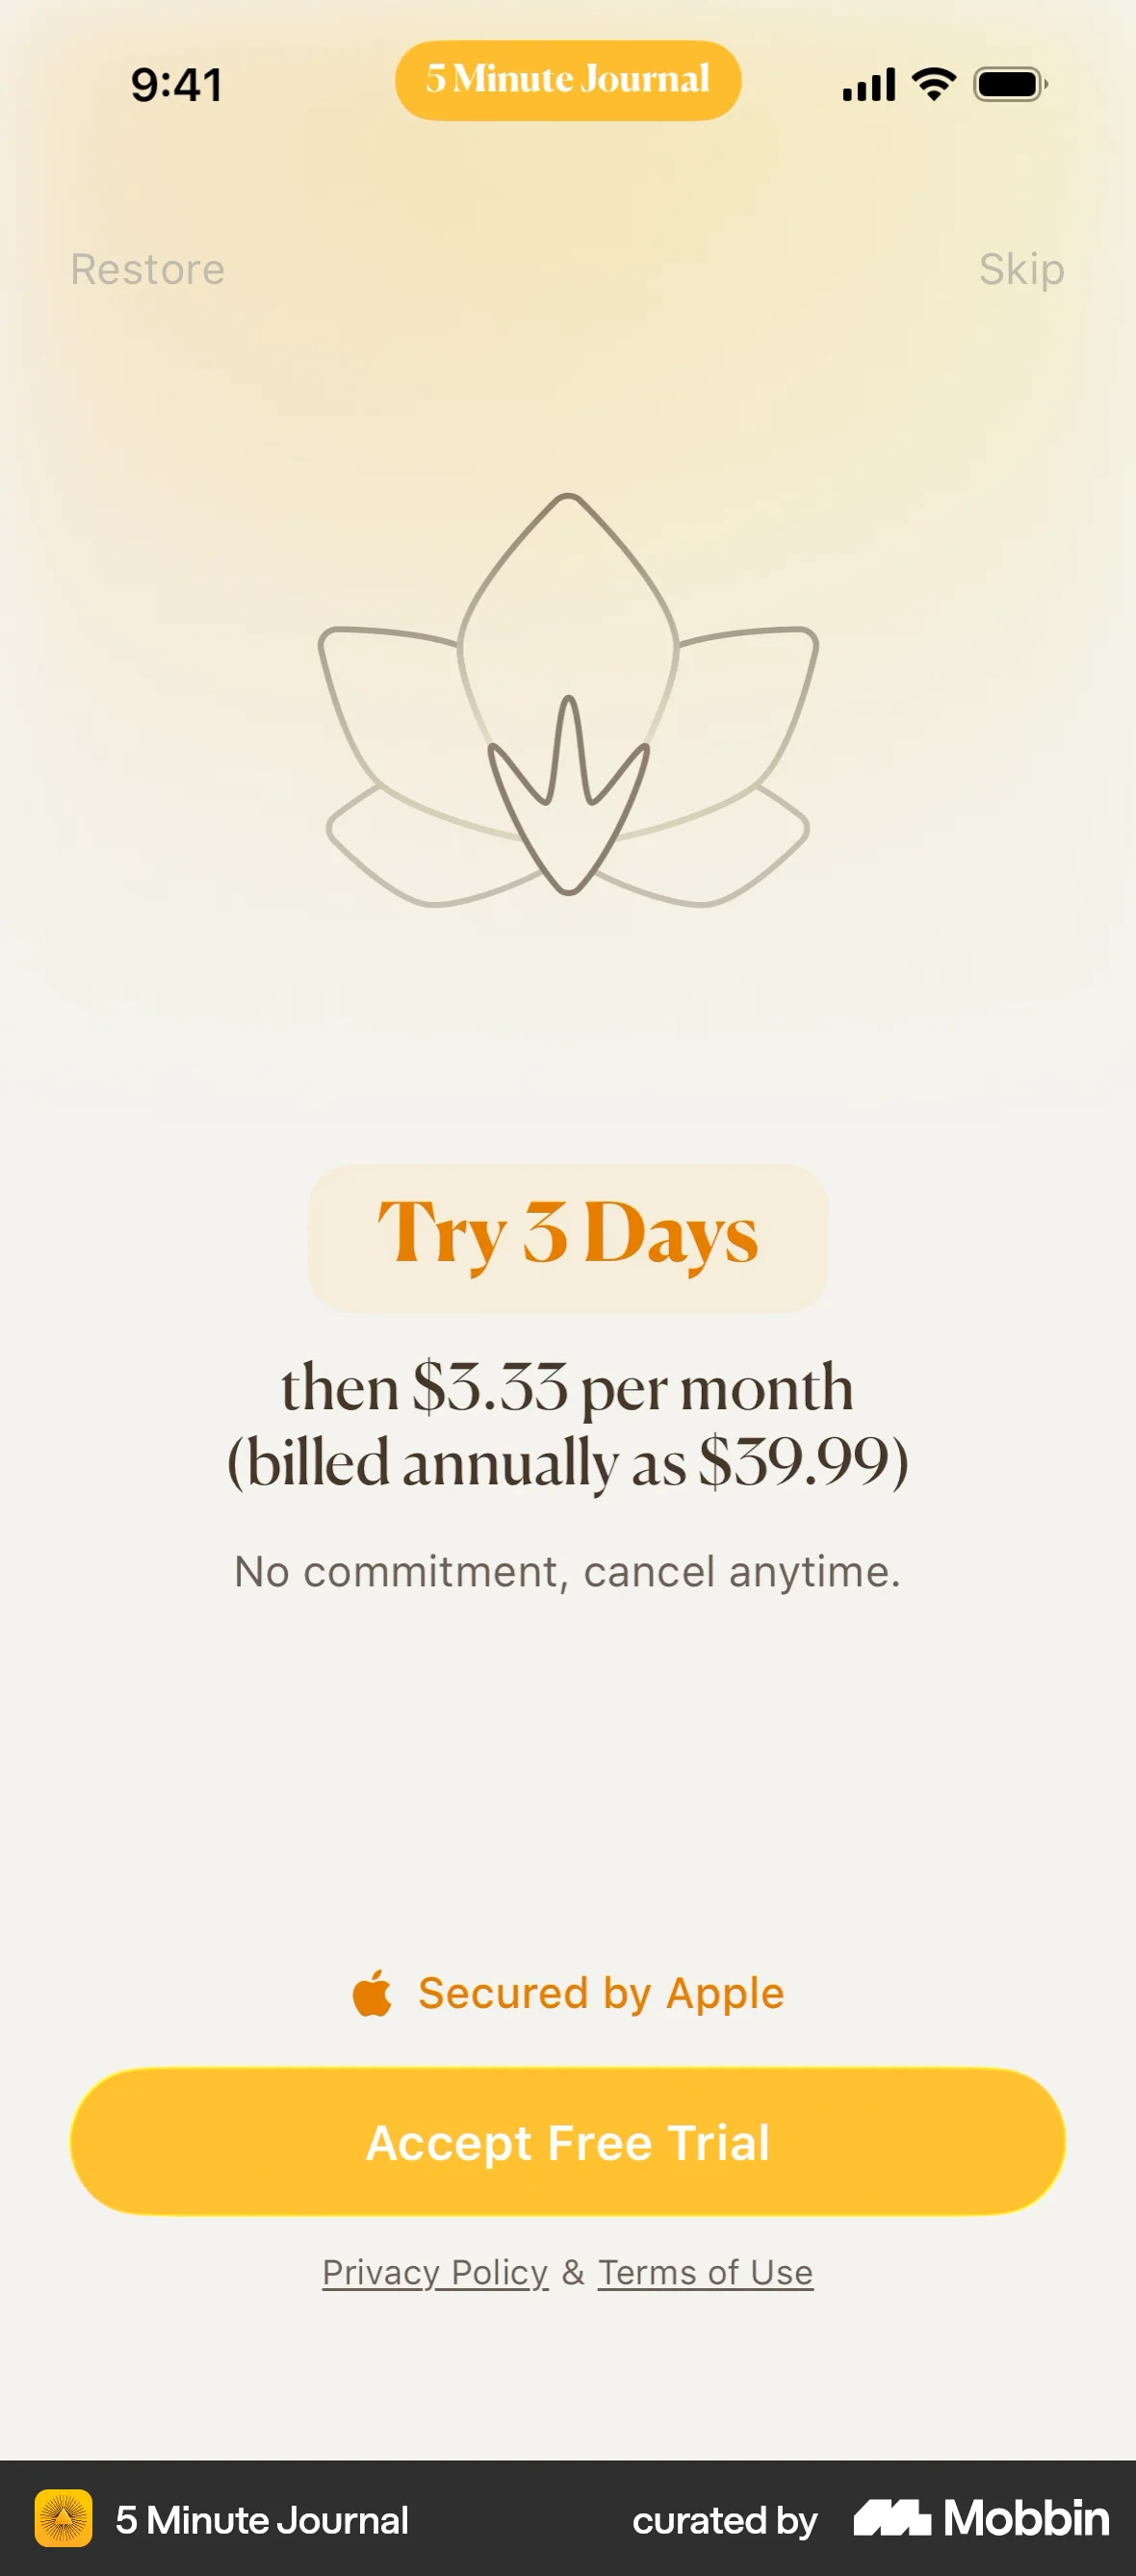 9:41
5 Minute Journal
Restore
Skip
Try 3 Days
then $3.33 per month
(billed annually as $39.99)
No commitment, cancel anytime.
Secured by Apple
Accept Free Trial
Privacy Policy & Terms of Use
5 Minute Journal
curated by Mobbin